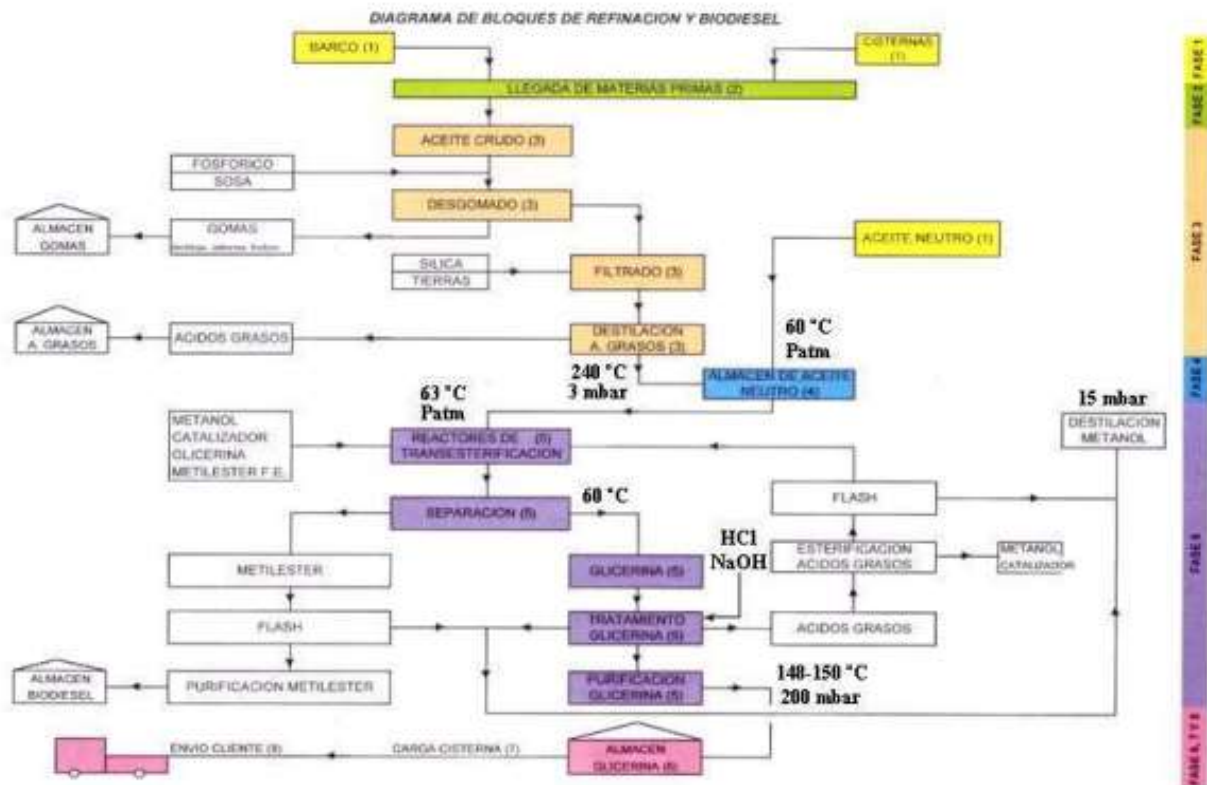 DIAGRAMA DE BLOQUES DE REFINACION Y BIODIESEL
BARCO (1)
CISTERNAS
(1)
LLEGADA DE MATERIAS PRIMAS (2)
ACEITE CRUDO (3)
FOSFORICO
SOSA
DESGOMADO (3)
ALMACEN
GOMAS
GOMAS
ACEITE NEUTRO (1)
SILICA
TIERRAS
FILTRADO (3)
ALMACEN
A. GRASOS
ACIDOS GRASOS
DESTILACION
A. GRASOS (3)
60 °C
Patm
240 °C
3 mbar
ALMACEN DE ACEITE
NEUTRO (4)
63 °C
Patm
15 mbar
DESTILACION
METANOL
METANOL
CATALIZADOR
GLICERINA
METILESTER F.E.
REACTORES DE (5)
TRANSESTERIFICACION
SEPARACION (5)
60 °C
FLASH
HCl
NaOH
ESTERIFICACION
ACIDOS GRASOS
METANOL
CATALIZADOR
METILESTER
GLICERINA (5)
FLASH
TRATAMIENTO
GLICERINA (5)
ACIDOS GRASOS
ALMACEN
BIODIESEL
PURIFICACION METILESTER
PURIFICACION
GLICERINA (5)
148-150 °C
200 mbar
ENVIO CLIENTE (8)
CARGA CISTERNA (7)
ALMACEN
GLICERINA (6)
FASE 1
FASE 2
FASE 3
FASE 4
FASE 5
FASE 6, 7 Y 8